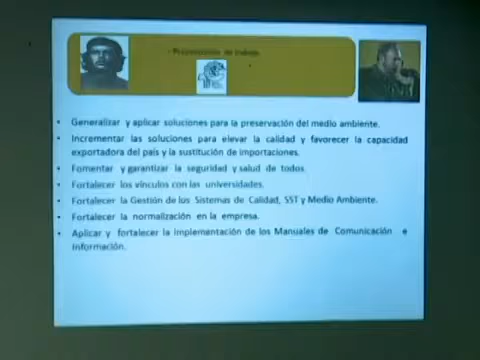 de trabajo
• Generalizar y aplicar soluciones para la preservación del medio ambiente.
• Incrementar las soluciones para elevar la calidad y favorecer la capacidad
exportadora del país y la sustitución de importaciones.
• Fomentar y garantizar la seguridad y salud de todos
• Fortalecer los vínculos con las universidades.
• Fortalecer la Gestión de los Sistemas de Calidad, SST y Medio Ambiente.
• Fortalecer la normalización en la empresa.
• Aplicar y fortalecer la implementación de los Manuales de Comunicación e
Información.